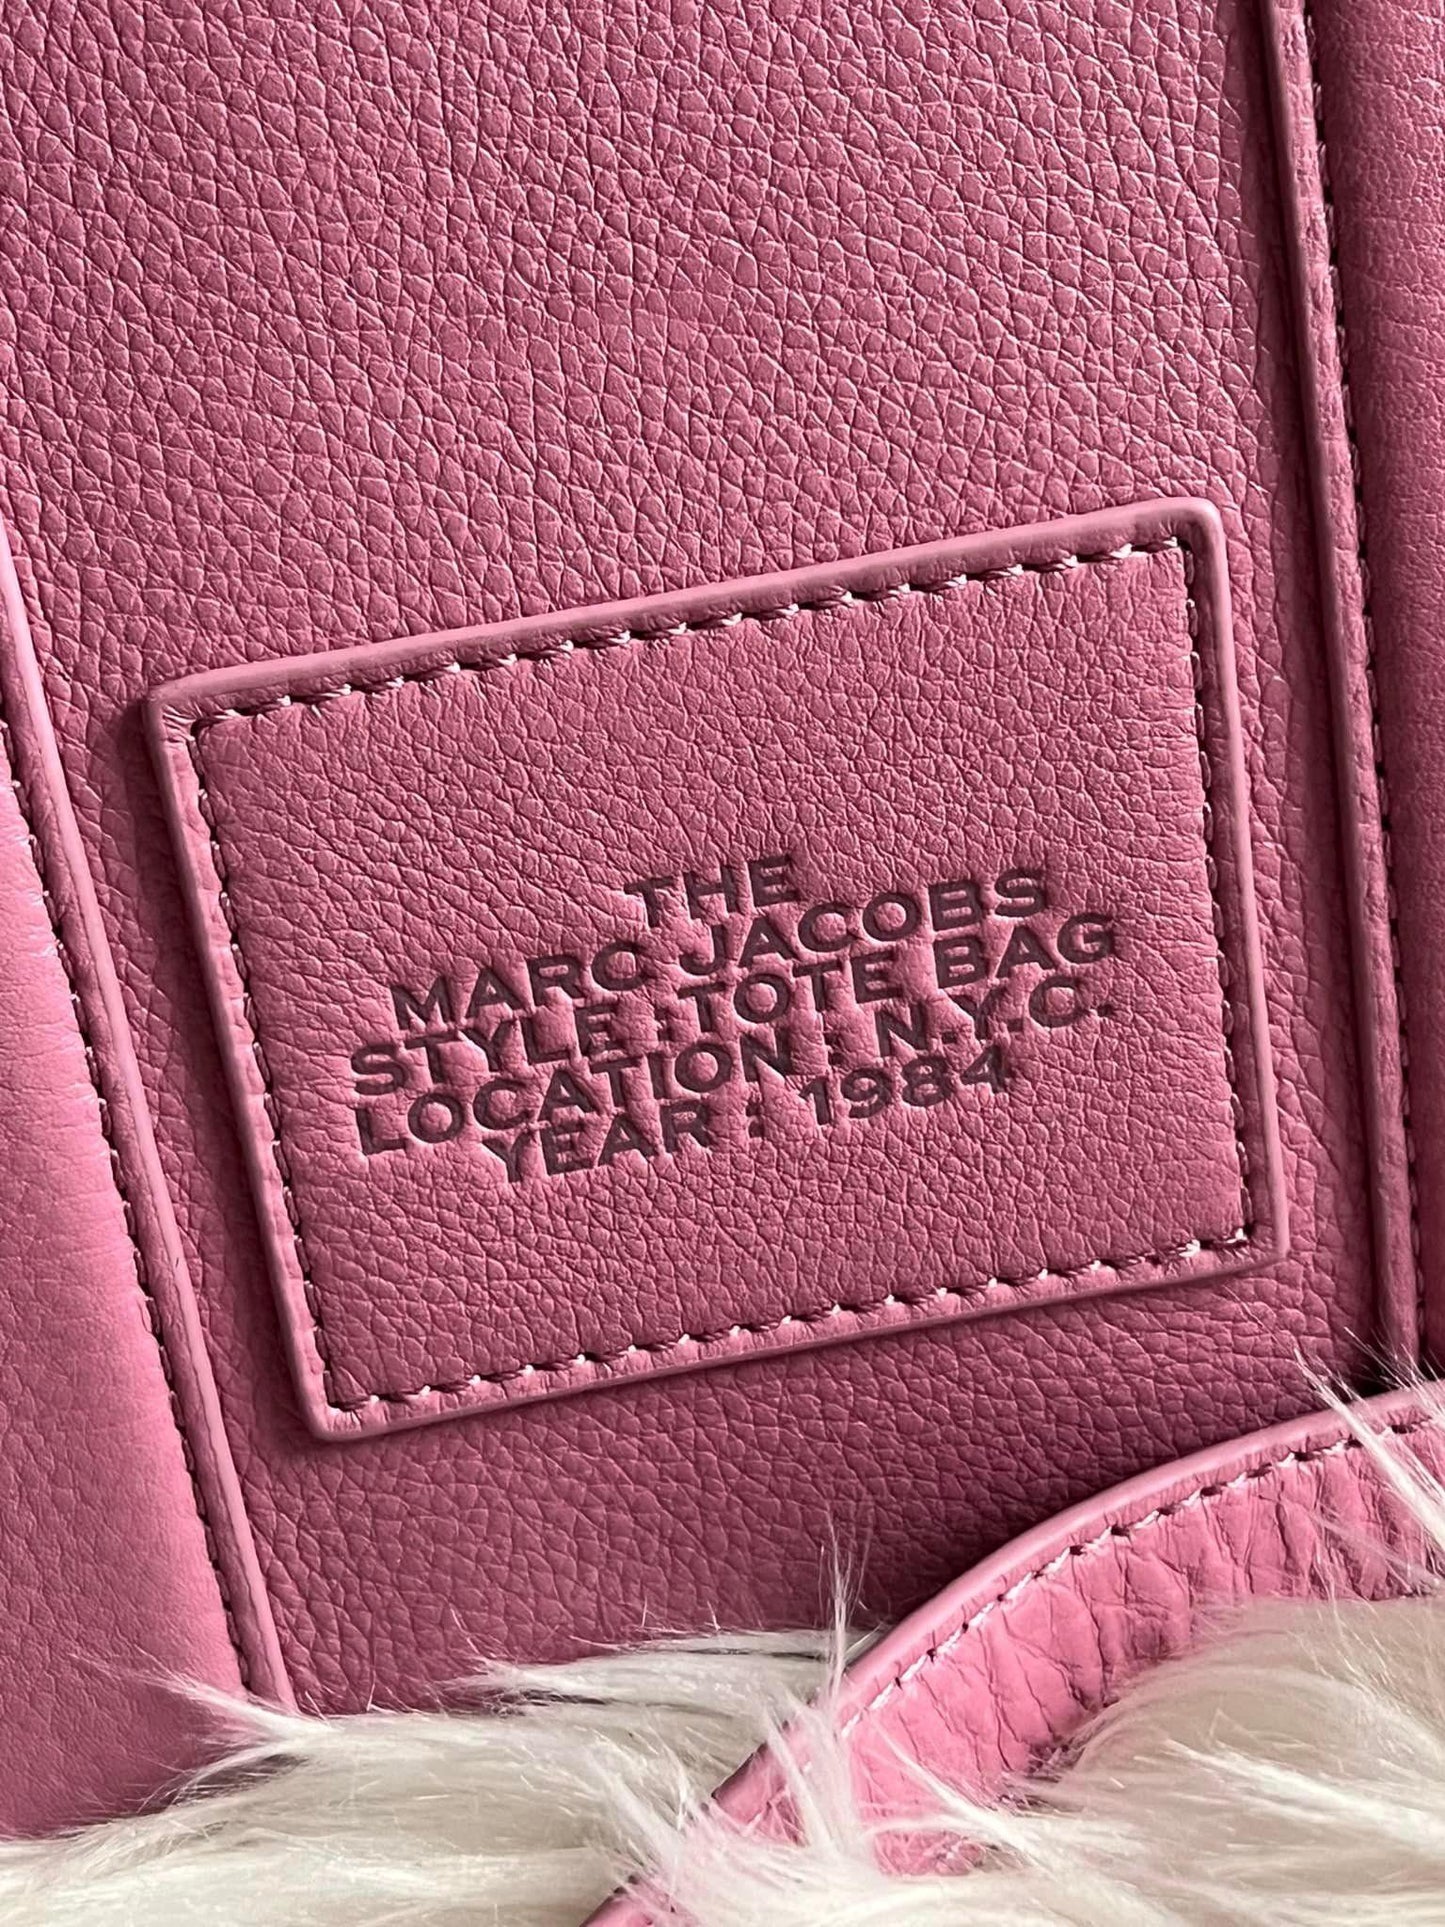 THE
MARC JACOBS
STYLE : TOTE BAG
LOCATION : N.Y.C.
YEAR : 1984